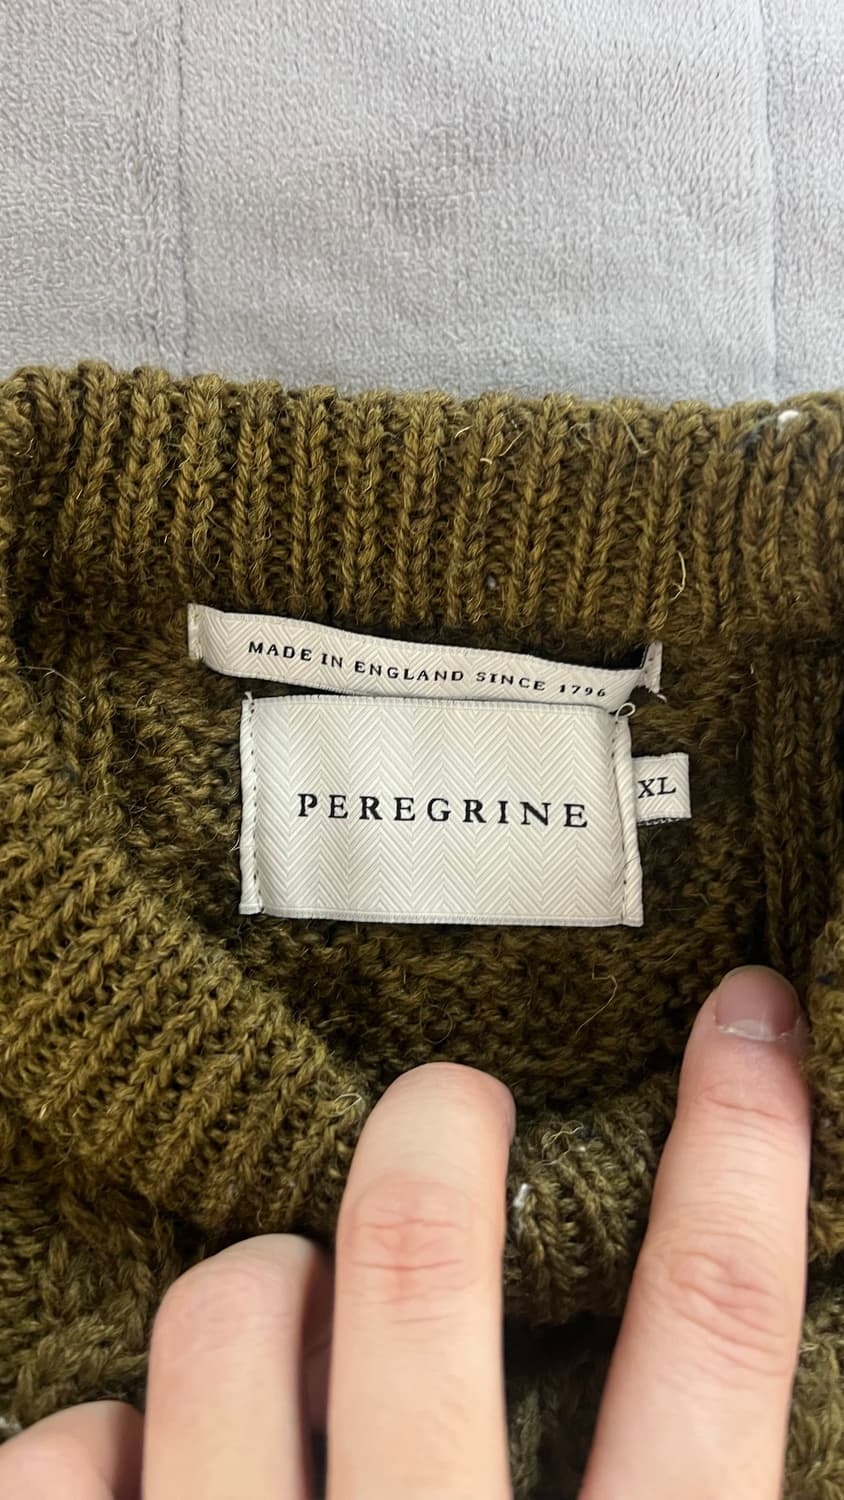 MADE IN ENGLAND SINCE 1796
PEREGRINE
XL